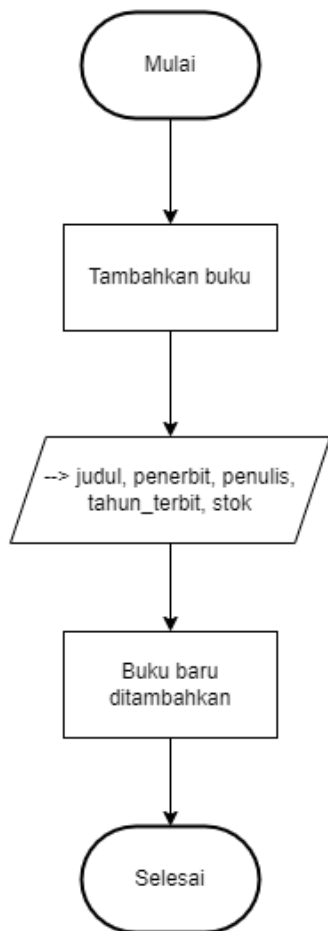 Mulai
Tambahkan buku
--> judul, penerbit, penulis,
tahun_terbit, stok
Buku baru
ditambahkan
Selesai